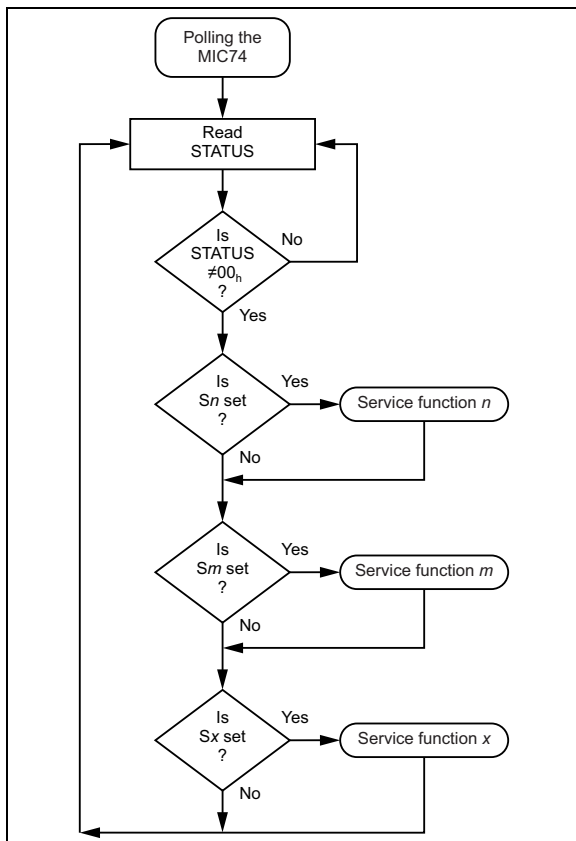 Polling the
MIC74
Read
STATUS
Is
STATUS
≠00h
?
No
Yes
Is
Sn set
?
Yes
Service function n
No
Is
Sm set
?
Yes
Service function m
No
Is
Sx set
?
Yes
Service function x
No